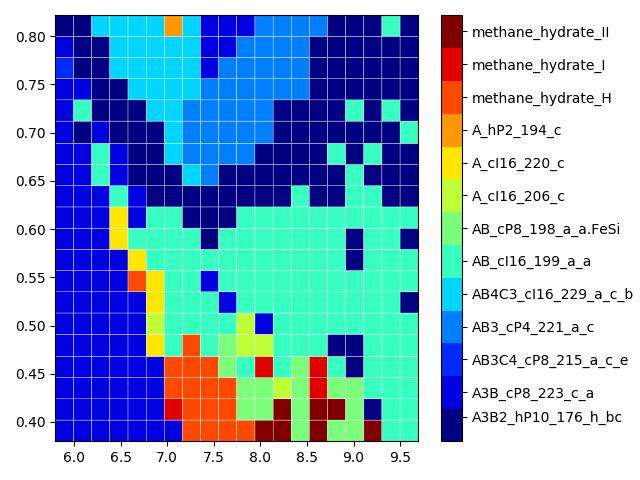 0.80
0.75
0.70
0.65
0.60
0.55
0.50
0.45
0.40
6.0 6.5 7.0 7.5 8.0 8.5 9.0 9.5
methane_hydrate_II
methane_hydrate_I
methane_hydrate_H
A_hP2_194_c
A_cI16_220_c
A_cI16_206_c
AB_cP8_198_a_a.FeSi
AB_cI16_199_a_a
AB4C3_cI16_229_a_c_b
AB3_cP4_221_a_c
AB3C4_cP8_215_a_c_e
A3B_cP8_223_c_a
A3B2_hP10_176_h_bc